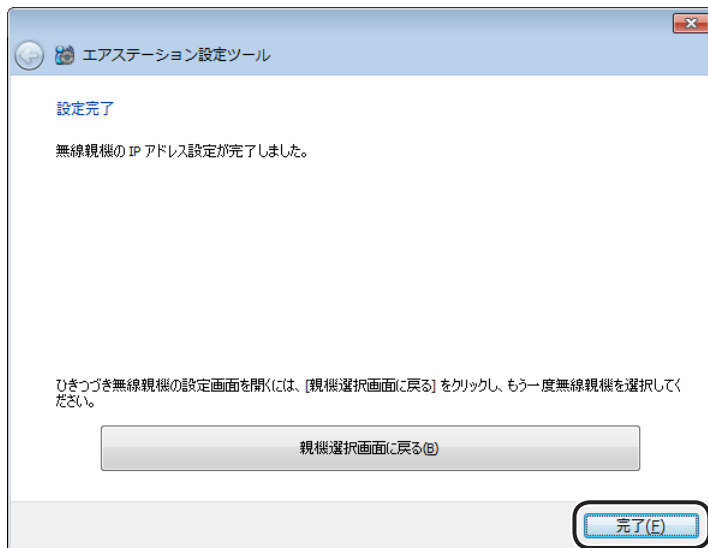 エアステーション設定ツール
設定完了
無線親機の IP アドレス設定が完了しました。
ひきつづき無線親機の設定画面を開くには、[親機選択画面に戻る] をクリックし、もう一度無線親機を選択してく
ださい。
親機選択画面に戻る(B)
完了(F)